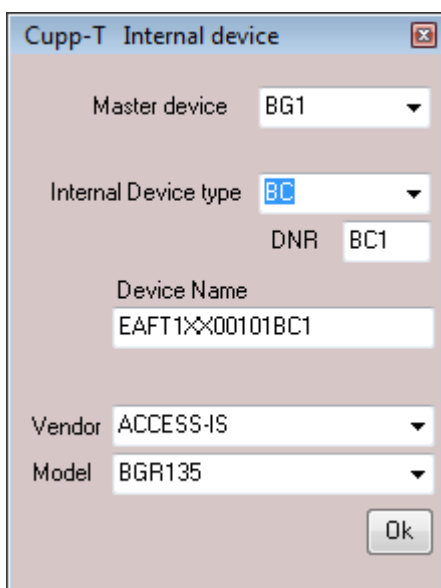 Cupp-T Internal device
Master device BG1
Internal Device type BC
DNR BC1
Device Name
EAFT1XX00101BC1
Vendor ACCESS-IS
Model BGR135
Ok